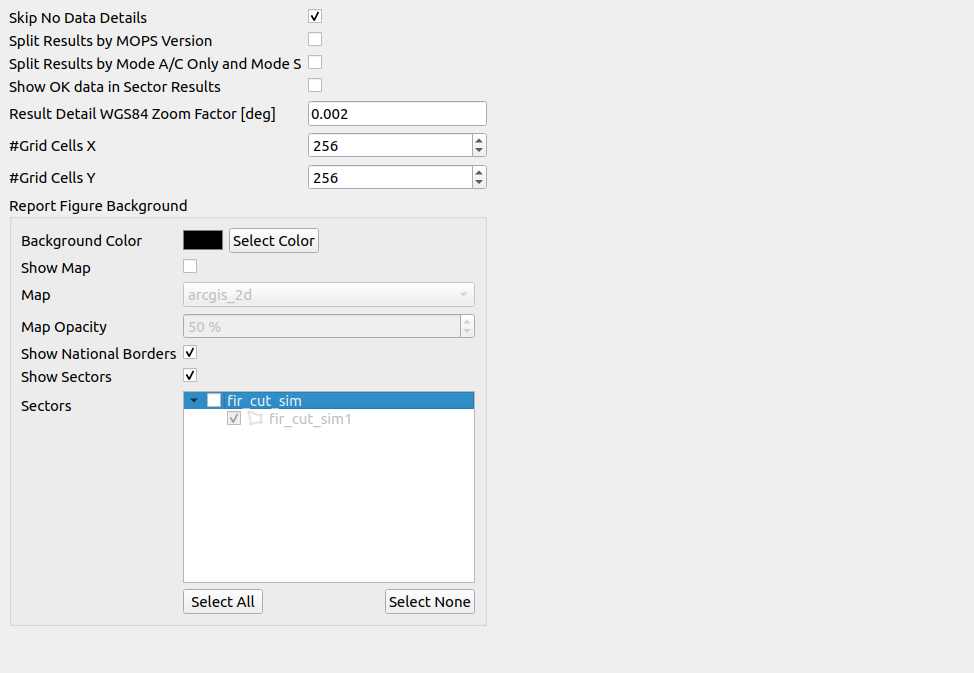 Skip No Data Details
Split Results by MOPS Version
Split Results by Mode A/C Only and Mode S
Show OK data in Sector Results
Result Detail WGS84 Zoom Factor [deg] 0.002
#Grid Cells X 256
#Grid Cells Y 256
Report Figure Background
Background Color Select Color
Show Map
Map arcgis_2d
Map Opacity 50 %
Show National Borders
Show Sectors
Sectors fir_cut_sim
fir_cut_sim1
Select All Select None